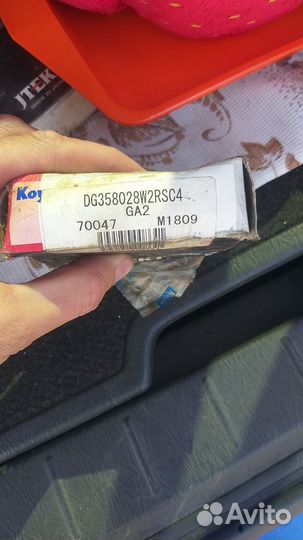 JTEK
Koy
DG358028W2RSC4
GA2
70047 M1809
Avito